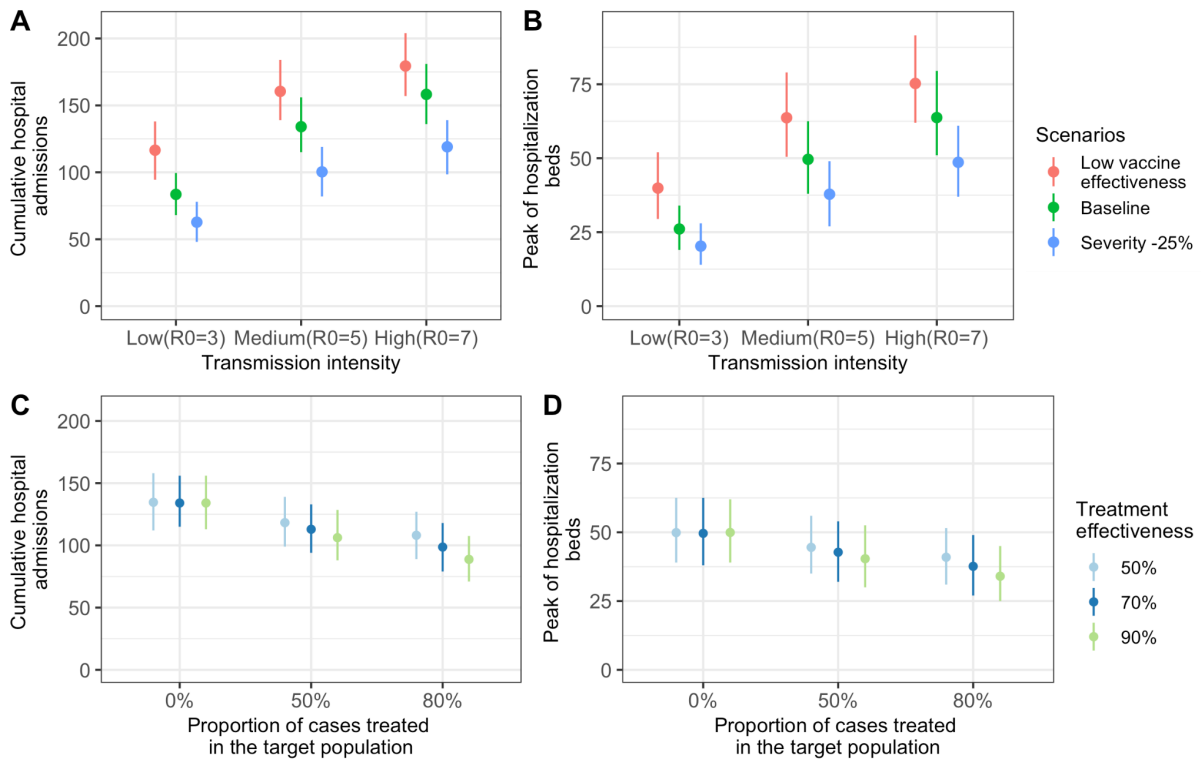 A
Cumulative hospital
admissions
200
150
100
50
0
Low(R0=3)
Medium(R0=5)
High(R0=7)
Transmission intensity
B
Peak of hospitalization
beds
75
50
25
0
Low(R0=3)
Medium(R0=5)
High(R0=7)
Transmission intensity
Scenarios
Low vaccine
effectiveness
Baseline
Severity -25%
C
Cumulative hospital
admissions
200
150
100
50
0
0%
50%
80%
Proportion of cases treated
in the target population
D
Peak of hospitalization
beds
75
50
25
0
0%
50%
80%
Proportion of cases treated
in the target population
Treatment
effectiveness
50%
70%
90%